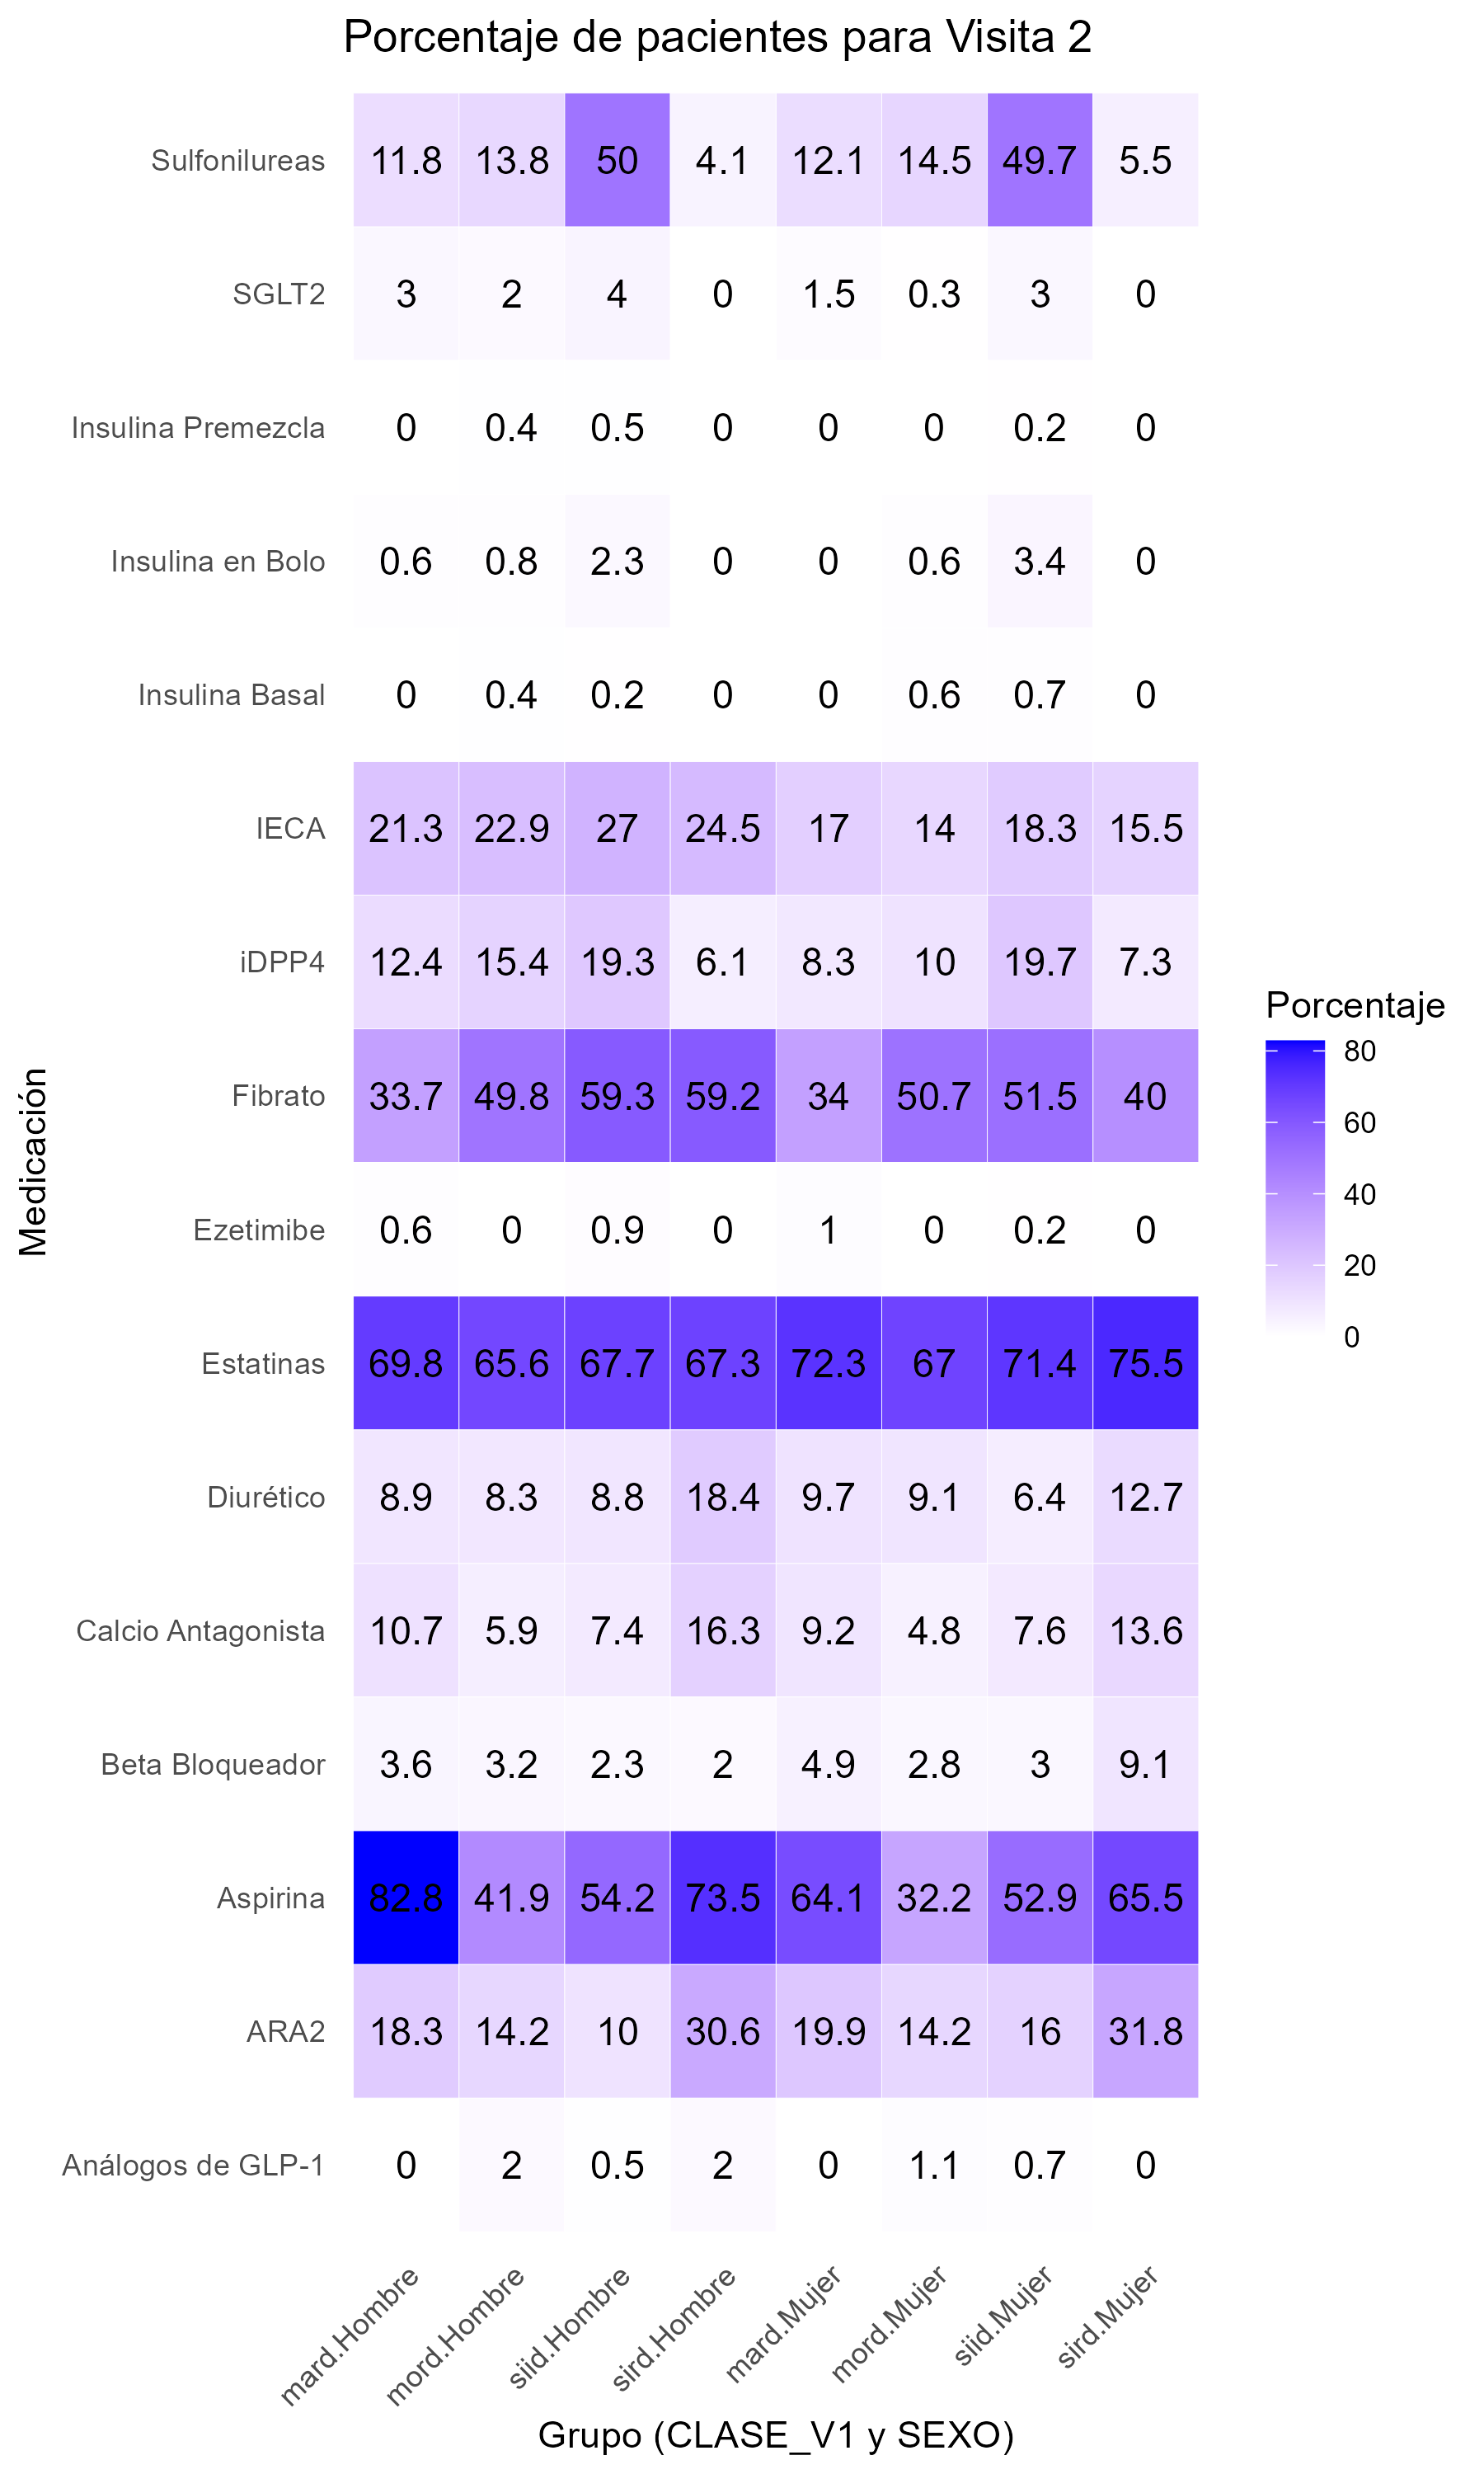 Porcentaje de pacientes para Visita 2
Sulfonilureas 11.8 13.8 50 4.1 12.1 14.5 49.7 5.5
SGLT2 3 2 4 0 1.5 0.3 3 0
Insulina Premezcla 0 0.4 0.5 0 0 0 0.2 0
Insulina en Bolo 0.6 0.8 2.3 0 0 0.6 3.4 0
Insulina Basal 0 0.4 0.2 0 0 0.6 0.7 0
IECA 21.3 22.9 27 24.5 17 14 18.3 15.5
iDPP4 12.4 15.4 19.3 6.1 8.3 10 19.7 7.3
Fibrato 33.7 49.8 59.3 59.2 34 50.7 51.5 40
Ezetimibe 0.6 0 0.9 0 1 0 0.2 0
Estatinas 69.8 65.6 67.7 67.3 72.3 67 71.4 75.5
Diurético 8.9 8.3 8.8 18.4 9.7 9.1 6.4 12.7
Calcio Antagonista 10.7 5.9 7.4 16.3 9.2 4.8 7.6 13.6
Beta Bloqueador 3.6 3.2 2.3 2 4.9 2.8 3 9.1
Aspirina 82.8 41.9 54.2 73.5 64.1 32.2 52.9 65.5
ARA2 18.3 14.2 10 30.6 19.9 14.2 16 31.8
Análogos de GLP-1 0 2 0.5 2 0 1.1 0.7 0
mard.Hombre mord.Hombre siid.Hombre sird.Hombre mard.Mujer mord.Mujer siid.Mujer sird.Mujer
Grupo (CLASE_V1 y SEXO)
Medicación
Porcentaje
80
60
40
20
0